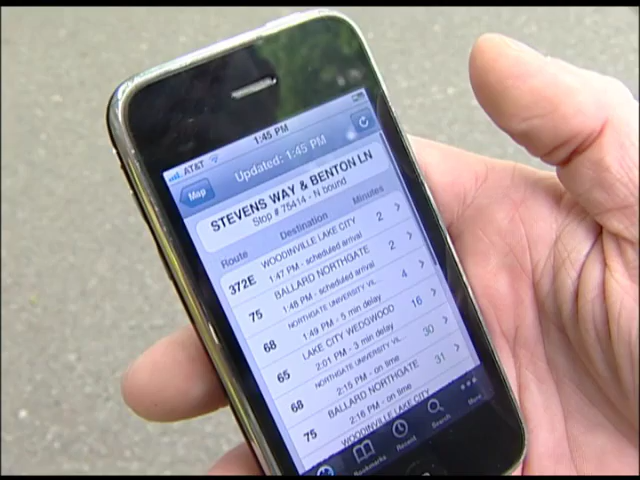 AT&T 1:45 PM
Map Updated: 1:45 PM
STEVENS WAY & BENTON LN
Stop # 75414 - N bound
Route Destination Minutes
372E WOODINVILLE LAKE CITY 2
1:47 PM - scheduled arrival
75 BALLARD NORTHGATE 2
1:48 PM - scheduled arrival
68 NORTHGATE UNIVERSITY VIL... 4
1:49 PM - 5 min delay
65 LAKE CITY WEDGWOOD 16
2:01 PM - 3 min delay
68 NORTHGATE UNIVERSITY VIL... 30
2:15 PM - on time
75 BALLARD NORTHGATE 31
2:16 PM - on time
WOODINVILLE LAKE CITY
Bookmarks Recent Search More